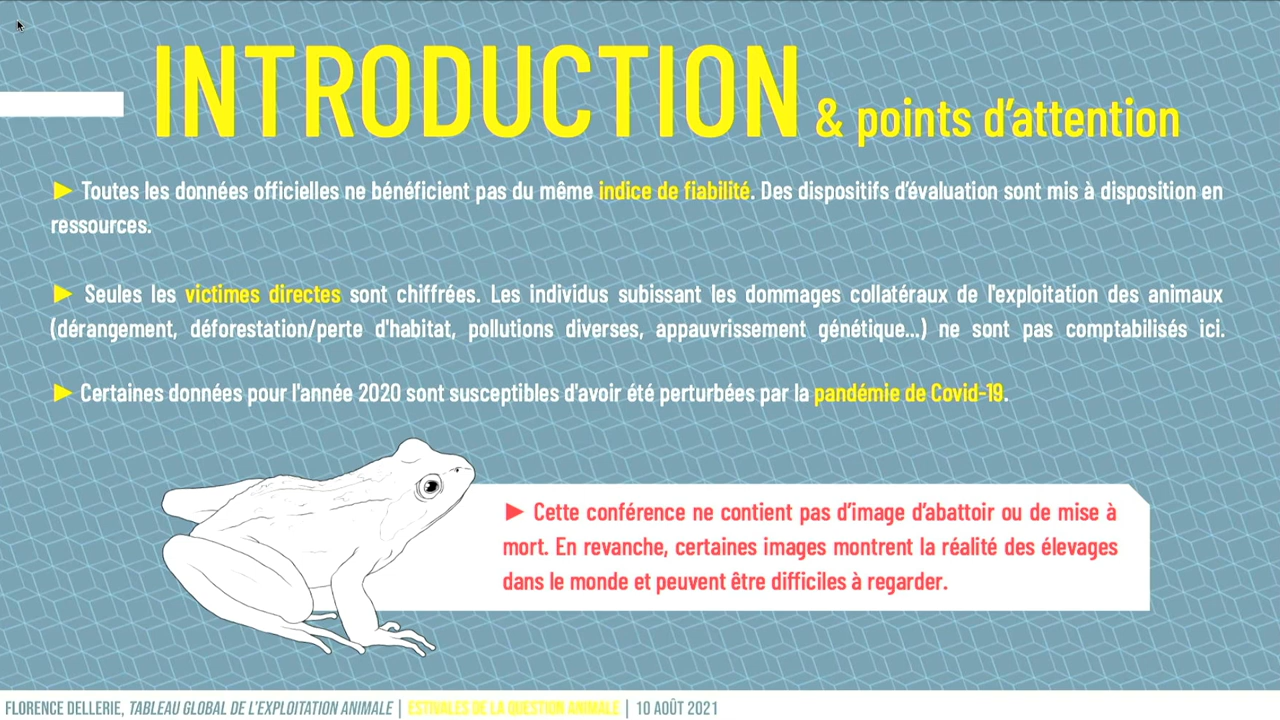 INTRODUCTION & points d’attention
► Toutes les données officielles ne bénéficient pas du même indice de fiabilité. Des dispositifs d’évaluation sont mis à disposition en
ressources.
► Seules les victimes directes sont chiffrées. Les individus subissant les dommages collatéraux de l'exploitation des animaux
(dérangement, déforestation/perte d'habitat, pollutions diverses, appauvrissement génétique...) ne sont pas comptabilisés ici.
► Certaines données pour l'année 2020 sont susceptibles d'avoir été perturbées par la pandémie de Covid-19.
► Cette conférence ne contient pas d’image d’abattoir ou de mise à
mort. En revanche, certaines images montrent la réalité des élevages
dans le monde et peuvent être difficiles à regarder.
FLORENCE DELLERIE, TABLEAU GLOBAL DE L’EXPLOITATION ANIMALE | ESTIVALES DE LA QUESTION ANIMALE | 10 AOÛT 2021